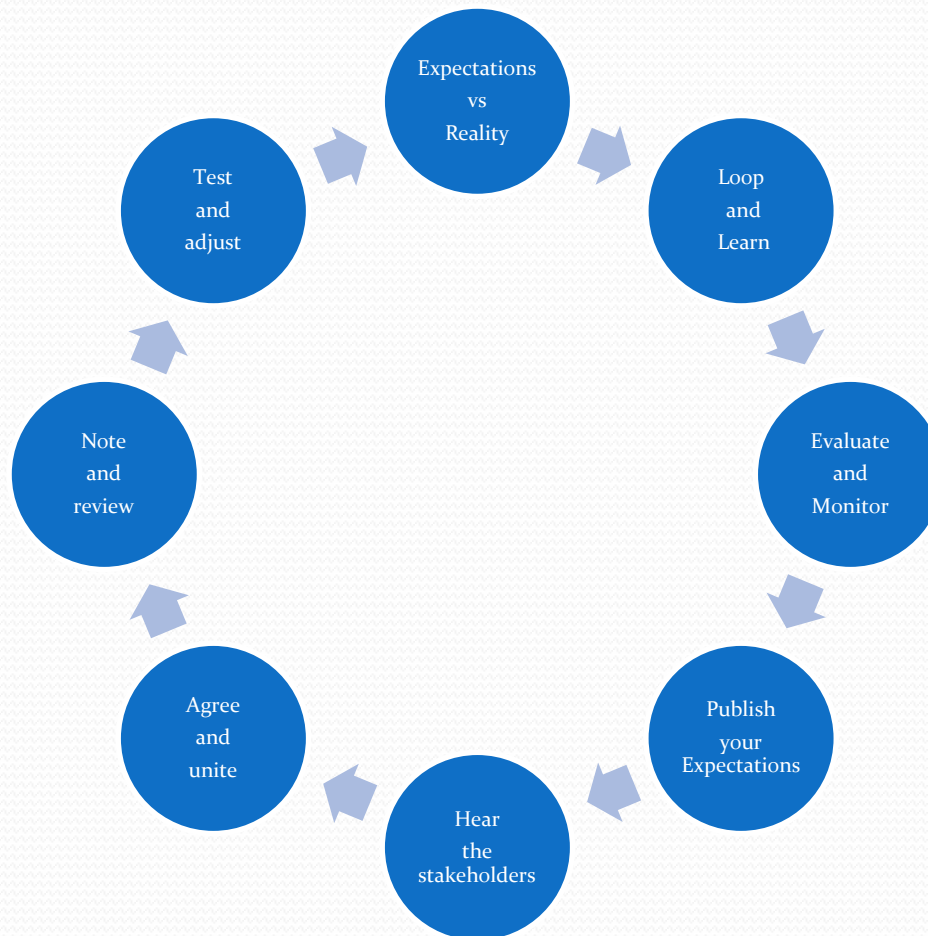 Expectations
vs
Reality
Loop
and
Learn
Evaluate
and
Monitor
Publish
your
Expectations
Hear
the
stakeholders
Agree
and
unite
Note
and
review
Test
and
adjust